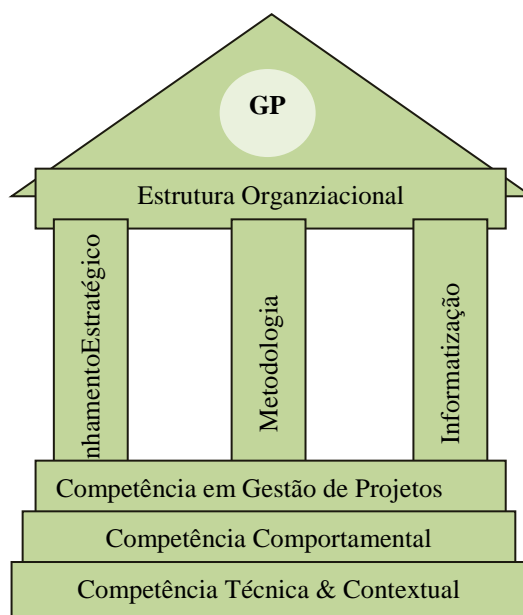 GP
Estrutura Organziacional
nhamentoEstratégico
Metodologia
Informatização
Competência em Gestão de Projetos
Competência Comportamental
Competência Técnica & Contextual